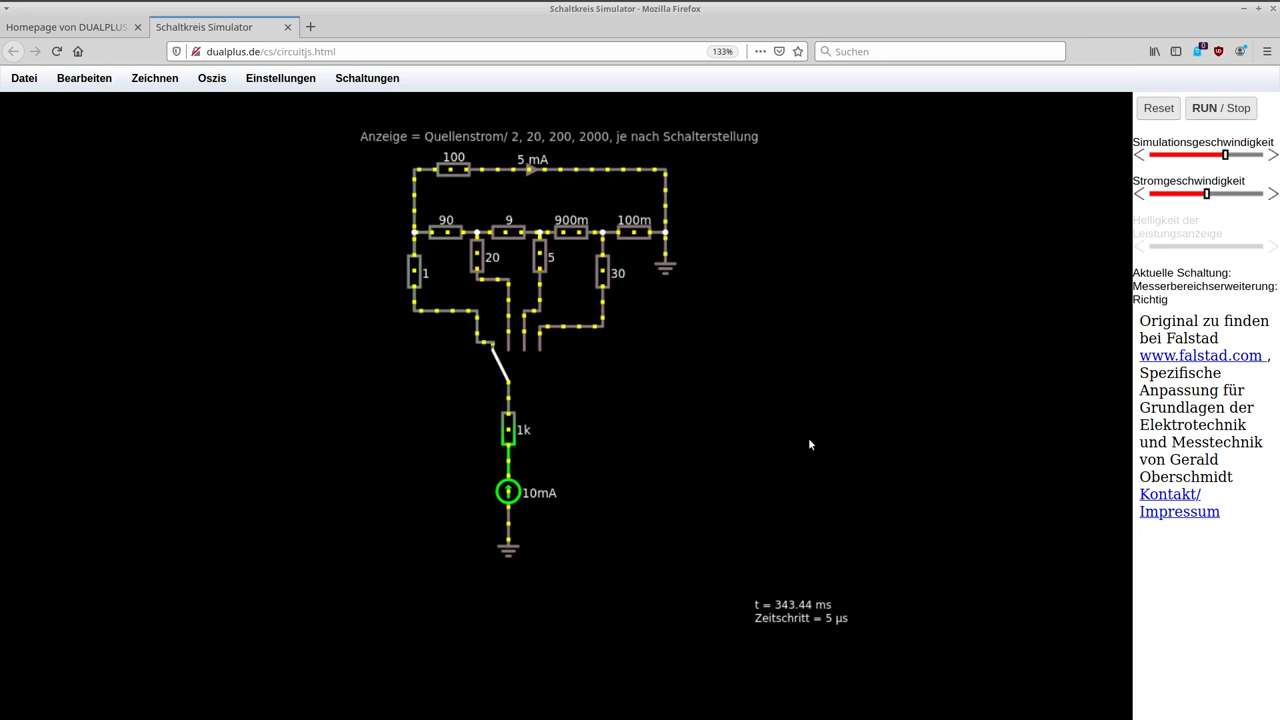 Schaltkreis Simulator - Mozilla Firefox
Homepage von DUALPLUS
Schaltkreis Simulator
dualplus.de/cs/circuitjs.html
133%
Suchen
0
Datei Bearbeiten Zeichnen Oszis Einstellungen Schaltungen
Reset
RUN / Stop
Simulationsgeschwindigkeit
Stromgeschwindigkeit
Helligkeit der
Leistungsanzeige
Aktuelle Schaltung:
Messerbereichserweiterung:
Richtig
Original zu finden
bei Falstad
www.falstad.com ,
Spezifische
Anpassung für
Grundlagen der
Elektrotechnik
und Messtechnik
von Gerald
Oberschmidt
Kontakt/
Impressum
Anzeige = Quellenstrom/ 2, 20, 200, 2000, je nach Schalterstellung
100
5 mA
90
9
900m
100m
1
20
5
30
1k
10mA
t = 343.44 ms
Zeitschritt = 5 µs